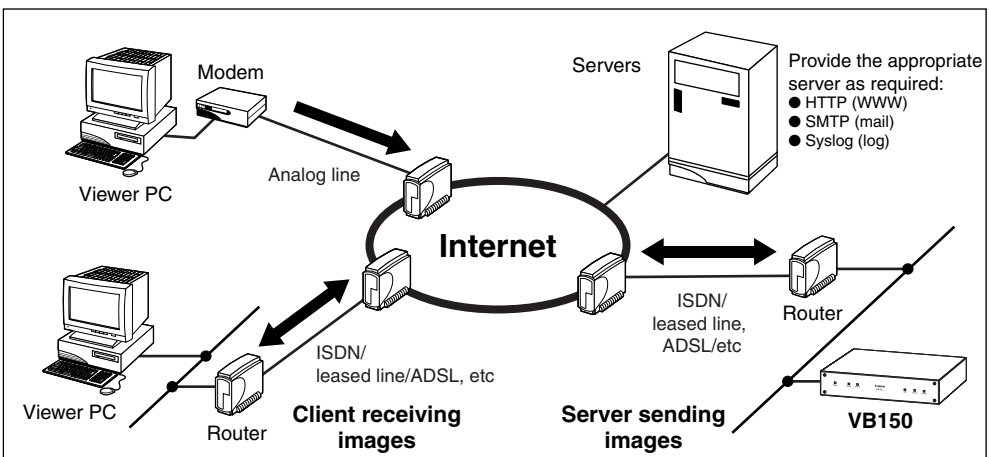 Modem
Analog line
Viewer PC
Servers
Provide the appropriate
server as required:
● HTTP (WWW)
● SMTP (mail)
● Syslog (log)
Internet
ISDN/
leased line,
ADSL/etc
Router
VB150
Server sending
images
ISDN/
leased line/ADSL, etc
Client receiving
images
Viewer PC
Router